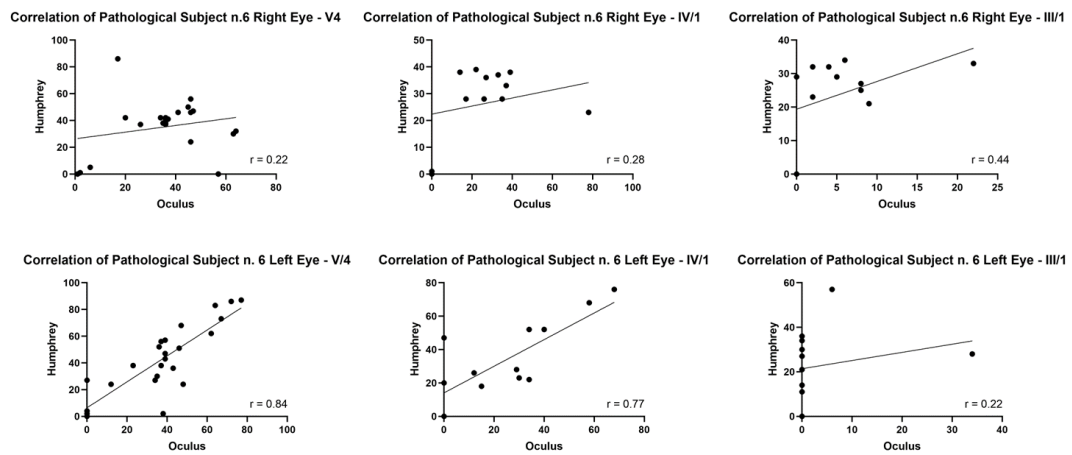 Correlation of Pathological Subject n.6 Right Eye - V4
Humphrey
100
80
60
40
20
0
0 20 40 60 80
Oculus
r = 0.22
Correlation of Pathological Subject n.6 Right Eye - IV/1
Humphrey
50
40
30
20
10
0
0 20 40 60 80 100
Oculus
r = 0.28
Correlation of Pathological Subject n.6 Right Eye - III/1
Humphrey
40
30
20
10
0
0 5 10 15 20 25
Oculus
r = 0.44
Correlation of Pathological Subject n. 6 Left Eye - V/4
Humphrey
100
80
60
40
20
0
0 20 40 60 80 100
Oculus
r = 0.84
Correlation of Pathological Subject n. 6 Left Eye - IV/1
Humphrey
80
60
40
20
0
0 20 40 60 80
Oculus
r = 0.77
Correlation of Pathological Subject n. 6 Left Eye - III/1
Humphrey
60
40
20
0
0 10 20 30 40
Oculus
r = 0.22